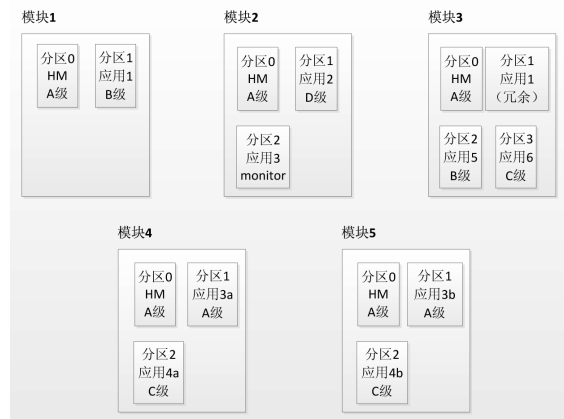 模块1
分区0
HM
A级
分区1
应用1
B级
模块2
分区0
HM
A级
分区1
应用2
D级
分区2
应用3
monitor
模块3
分区0
HM
A级
分区1
应用1
（冗余）
分区2
应用5
B级
分区3
应用6
C级
模块4
分区0
HM
A级
分区1
应用3a
A级
分区2
应用4a
C级
模块5
分区0
HM
A级
分区1
应用3b
A级
分区2
应用4b
C级